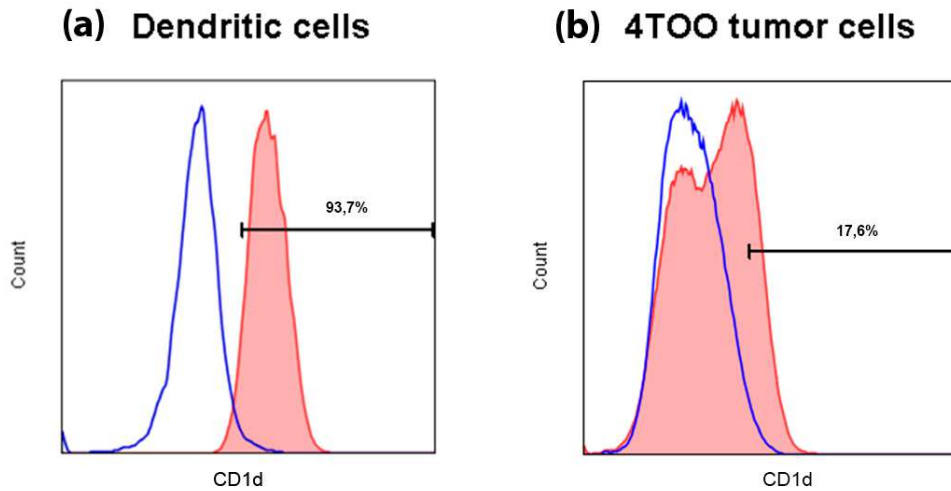 (a) Dendritic cells
Count
93,7%
CD1d
(b) 4TOO tumor cells
Count
17,6%
CD1d